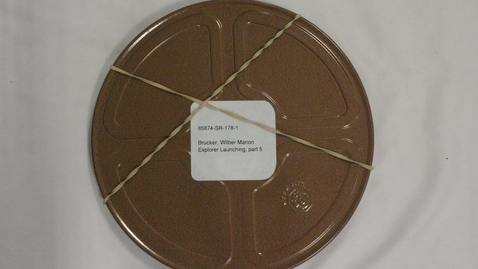 85874-SR-178-1
Brucker, Wilber Marion
Explorer Launching, part 5